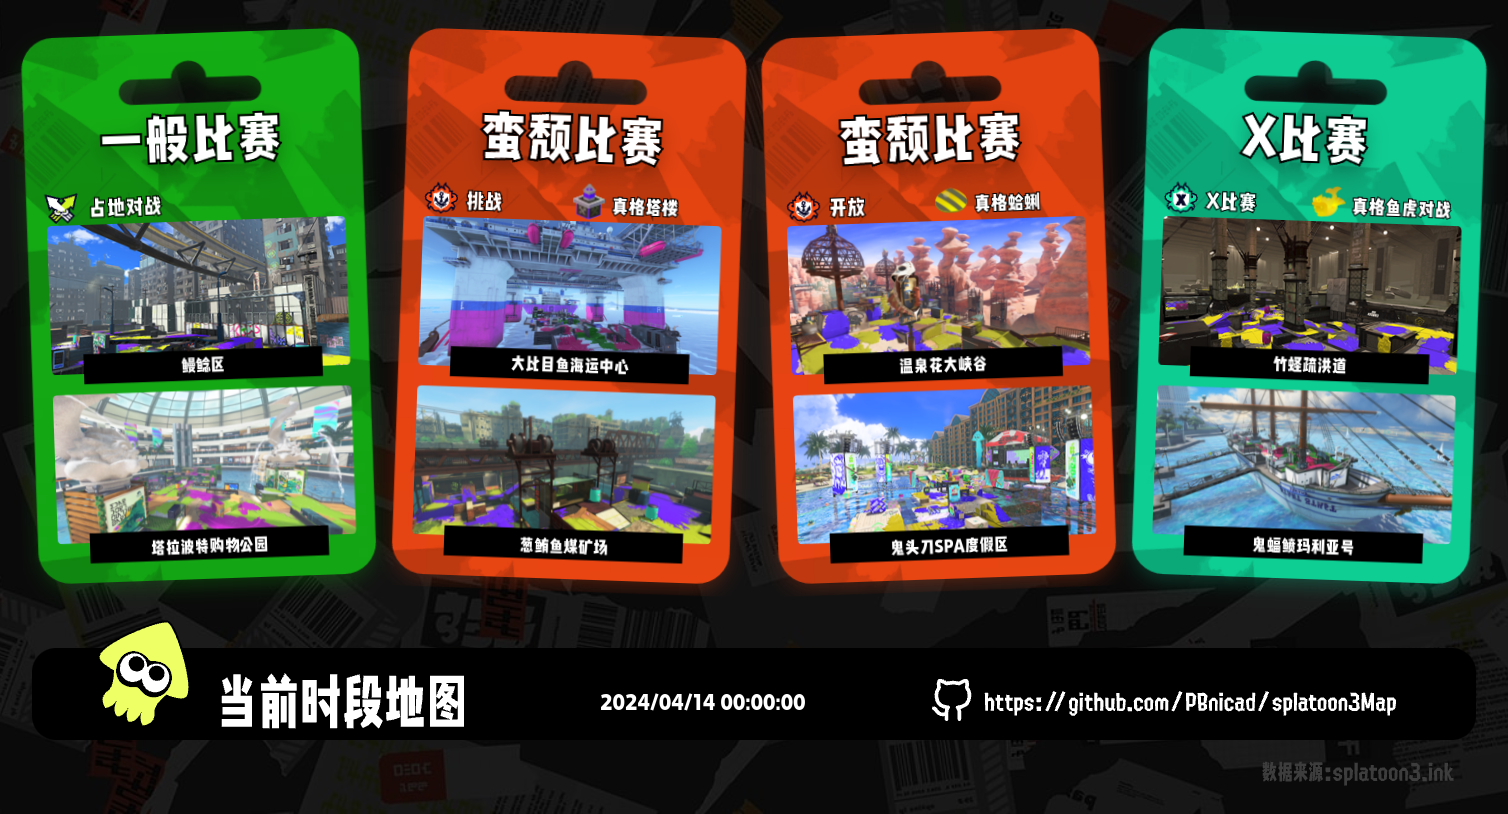 一般比赛
占地对战
鳗鲶区
塔拉波特购物公园
蛮颓比赛
挑战
真格塔楼
大比目鱼海运中心
葱鲔鱼煤矿场
蛮颓比赛
开放
真格蛤蜊
温泉花大峡谷
鬼头刀SPA度假区
X比赛
X比赛
真格鱼虎对战
竹蛏疏洪道
鬼蝠鲼玛利亚号
当前时段地图
2024/04/14 00:00:00
https://github.com/PBnicad/splatoon3Map
数据来源:splatoon3.ink